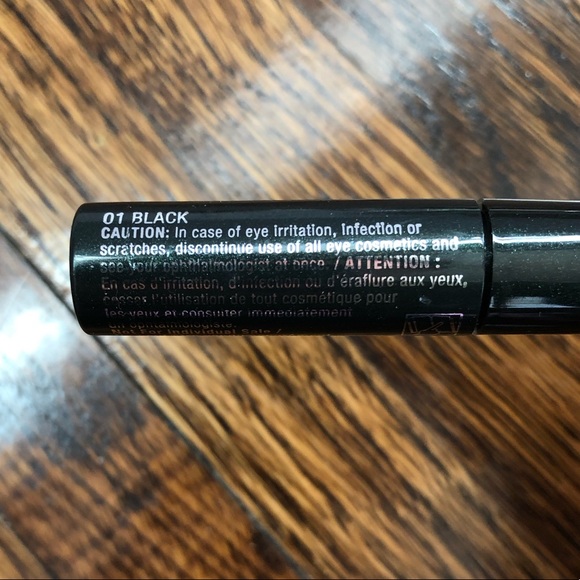 01 BLACK
CAUTION: In case of eye irritation, infection or
scratches, discontinue use of all eye cosmetics and
see your ophtlalmologist at once. / ATTENTION :
En cas d'irritation, d'infection ou d'éraflure aux yeux,
cesser l'utilisation de tout cosmétique pour
les yeux et consulter immédiatement
un ophtalmologiste.
Not For Individual Sale /